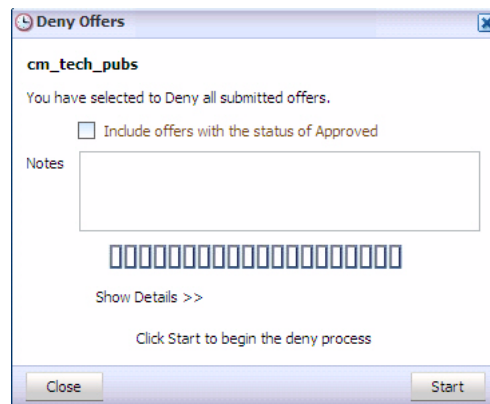 Deny Offers
cm_tech_pubs
You have selected to Deny all submitted offers.
Include offers with the status of Approved
Notes
Show Details >>
Click Start to begin the deny process
Close
Start